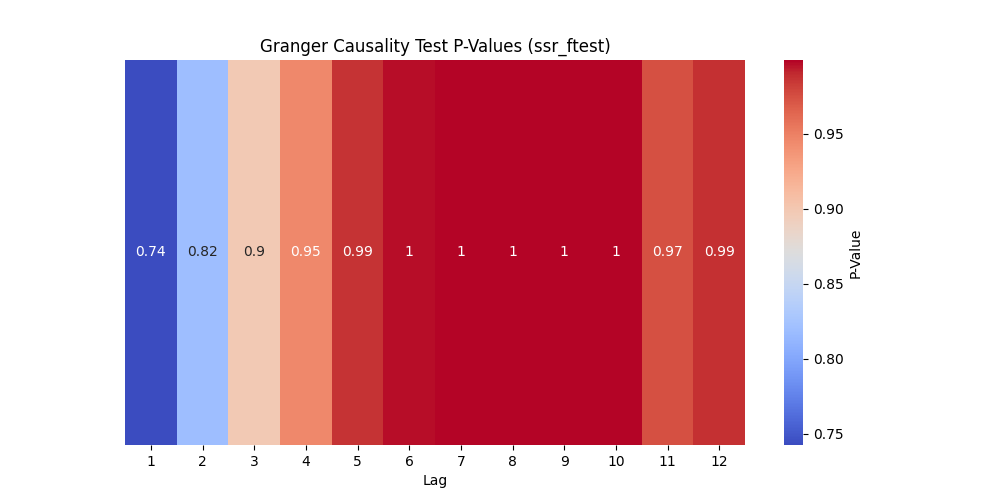 Granger Causality Test P-Values (ssr_ftest)
0.74 0.82 0.9 0.95 0.99 1 1 1 1 1 0.97 0.99
1 2 3 4 5 6 7 8 9 10 11 12
Lag
0.95
0.90
0.85
0.80
0.75
P-Value